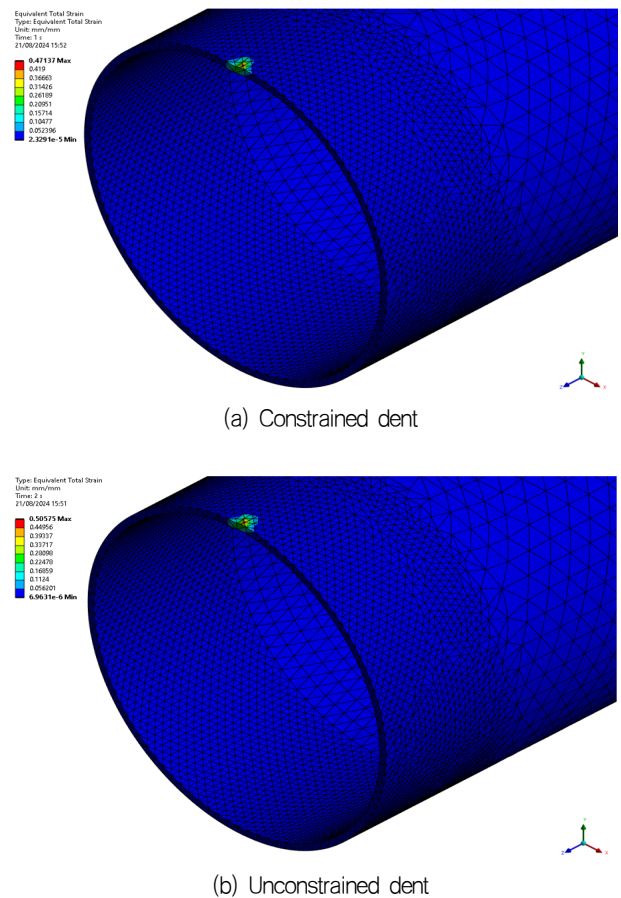 Equivalent Total Strain
Type: Equivalent Total Strain
Unit: mm/mm
Time: 1 s
21/08/2024 15:52
0.47137 Max
0.419
0.36663
0.31426
0.26189
0.20951
0.15714
0.10477
0.052396
2.3291e-5 Min
Y
Z
X
(a) Constrained dent
Type: Equivalent Total Strain
Unit: mm/mm
Time: 2 s
21/08/2024 15:51
0.50575 Max
0.44956
0.39337
0.33717
0.28098
0.22478
0.16859
0.1124
0.056201
6.9631e-6 Min
Y
Z
X
(b) Unconstrained dent